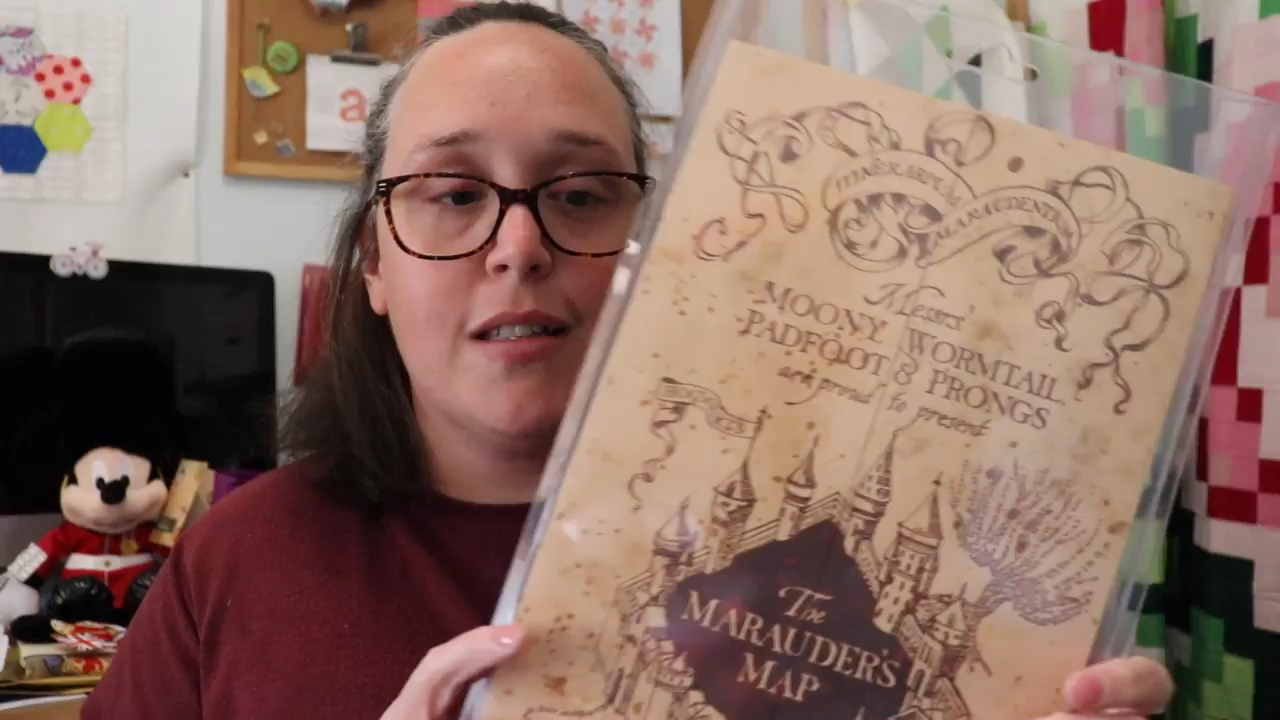 a
Messrs
MOONY WORMTAIL
PADFOOT & PRONGS
are proud to present
The
MARAUDER'S
MAP